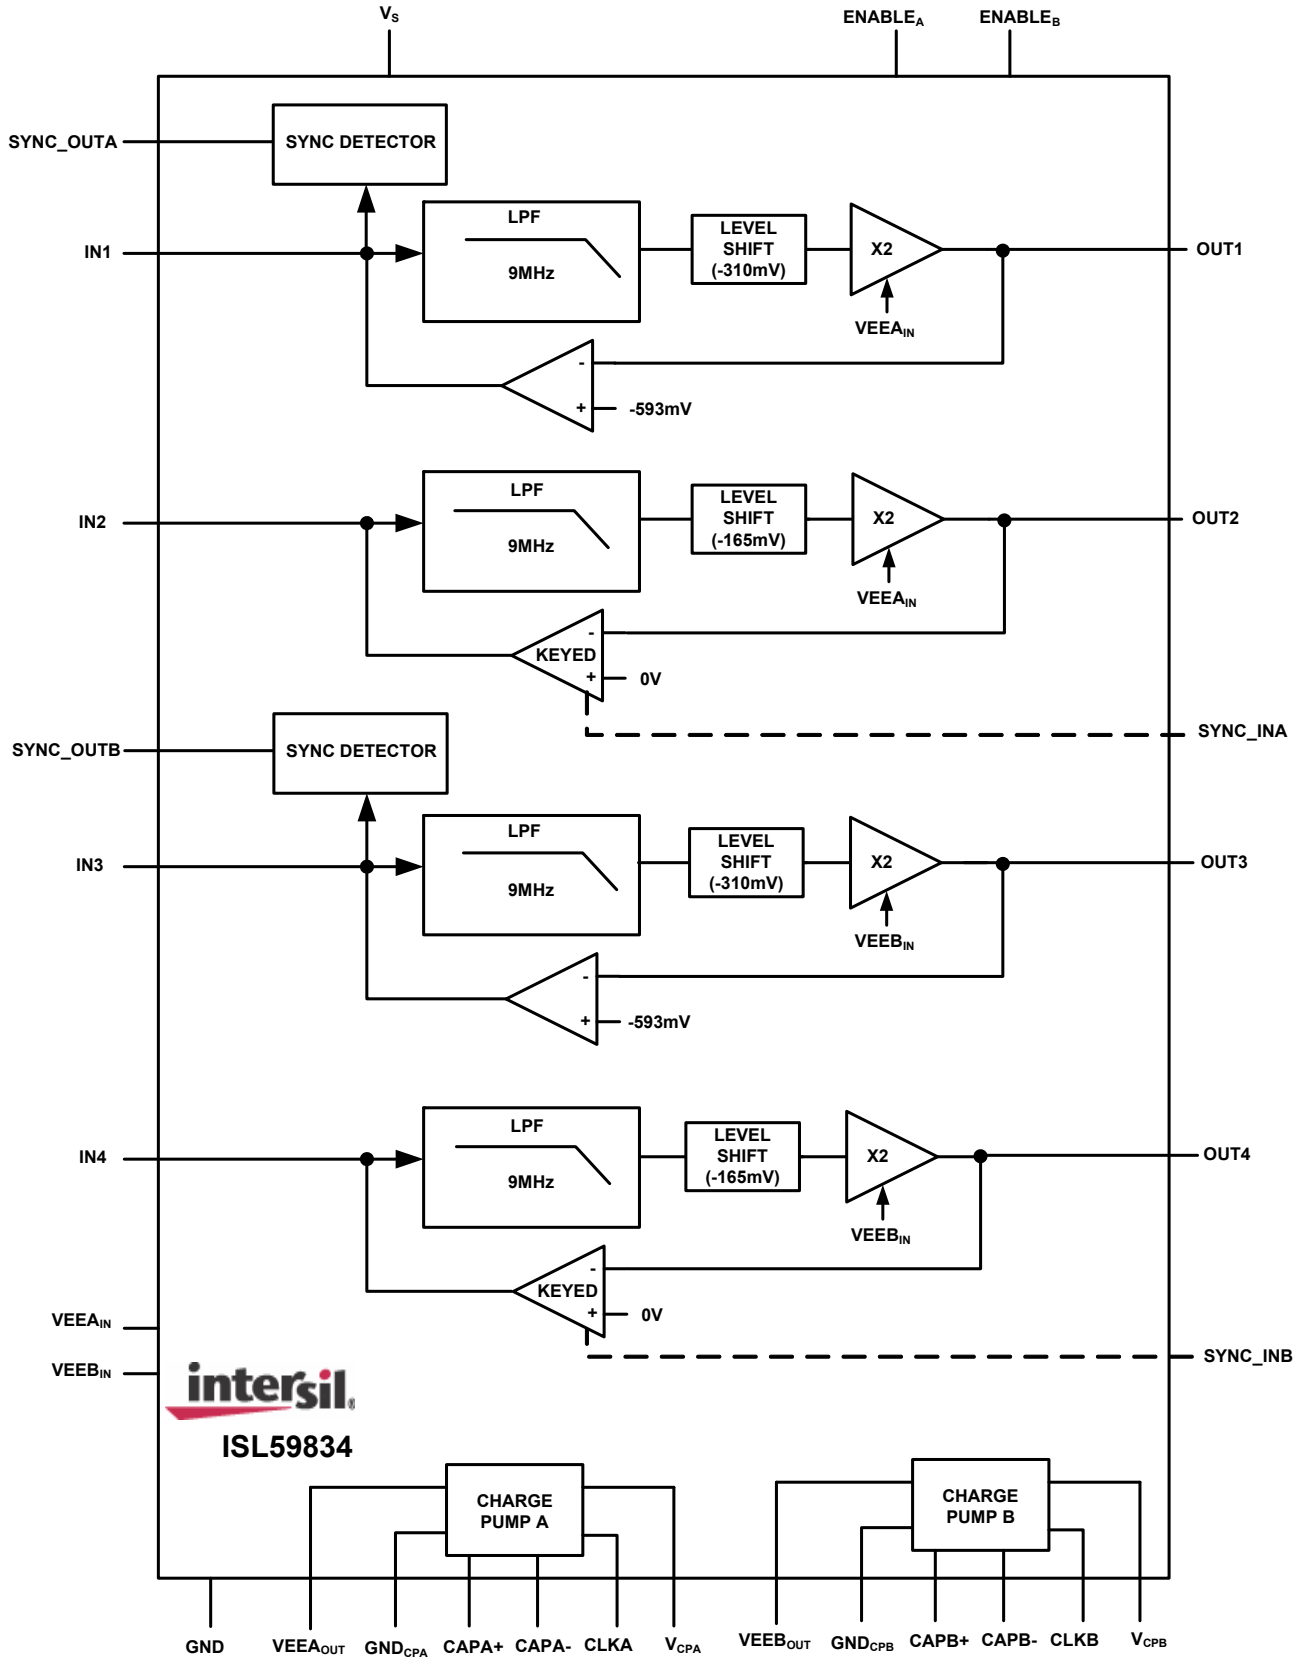 VS
ENABLEA
ENABLEB
SYNC_OUTA
SYNC DETECTOR
IN1
LPF
9MHz
LEVEL
SHIFT
(-310mV)
X2
VEEAIN
OUT1
-
+
-593mV
IN2
LPF
9MHz
LEVEL
SHIFT
(-165mV)
X2
VEEAIN
OUT2
-
KEYED
+
0V
SYNC_INA
SYNC_OUTB
SYNC DETECTOR
IN3
LPF
9MHz
LEVEL
SHIFT
(-310mV)
X2
VEEBIN
OUT3
-
+
-593mV
IN4
LPF
9MHz
LEVEL
SHIFT
(-165mV)
X2
VEEBIN
OUT4
-
KEYED
+
0V
SYNC_INB
VEEAIN
VEEBIN
intersil®
ISL59834
CHARGE
PUMP A
CHARGE
PUMP B
GND
VEEAOUT
GNDCPA
CAPA+
CAPA-
CLKA
VCPA
VEEBOUT
GNDCPB
CAPB+
CAPB-
CLKB
VCPB